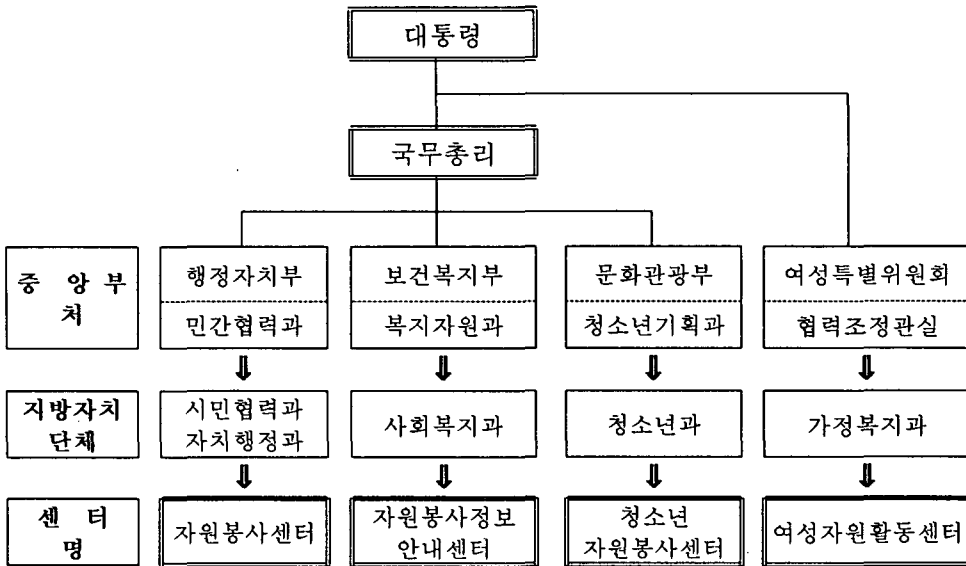 대통령
국무총리
중 앙 부
처
행정자치부
민간협력과
보건복지부
복지자원과
문화관광부
청소년기획과
여성특별위원회
협력조정관실
지방자치
단체
시민협력과
자치행정과
사회복지과
청소년과
가정복지과
센 터
명
자원봉사센터
자원봉사정보
안내센터
청소년
자원봉사센터
여성자원활동센터